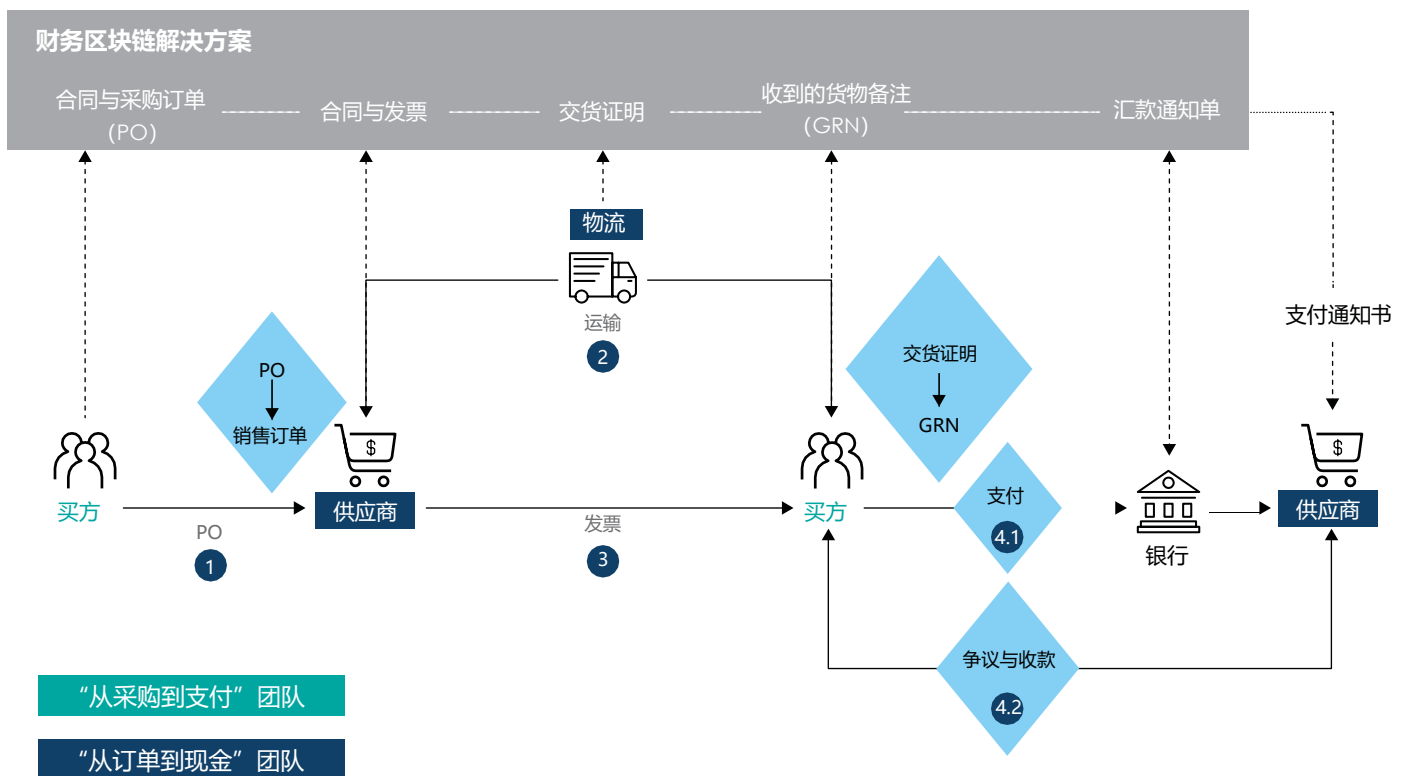 财务区块链解决方案
合同与采购订单
（PO）
合同与发票
交货证明
收到的货物备注
（GRN）
汇款通知单
物流
运输
2
支付通知书
PO
销售订单
交货证明
GRN
$
$
买方
PO
1
供应商
发票
3
买方
支付
4.1
银行
供应商
争议与收款
4.2
“从采购到支付”团队
“从订单到现金”团队